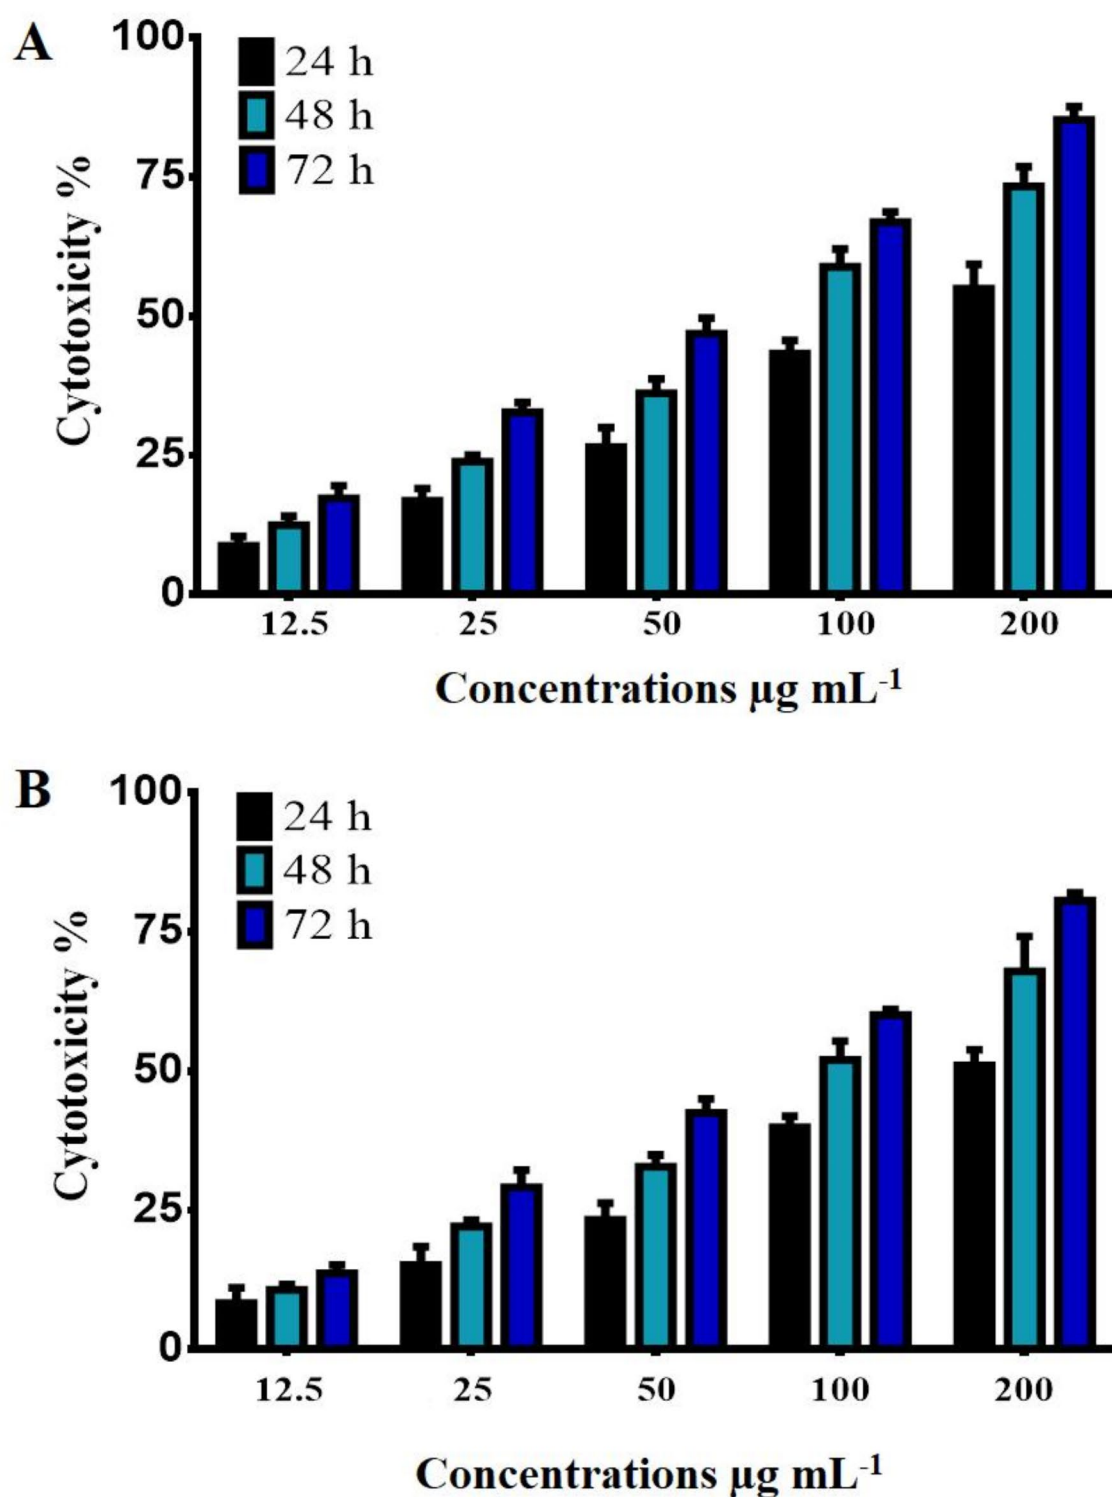 A
100
75
50
25
0
Cytotoxicity %
24 h
48 h
72 h
12.5 25 50 100 200
Concentrations µg mL-1
B
100
75
50
25
0
Cytotoxicity %
24 h
48 h
72 h
12.5 25 50 100 200
Concentrations µg mL-1